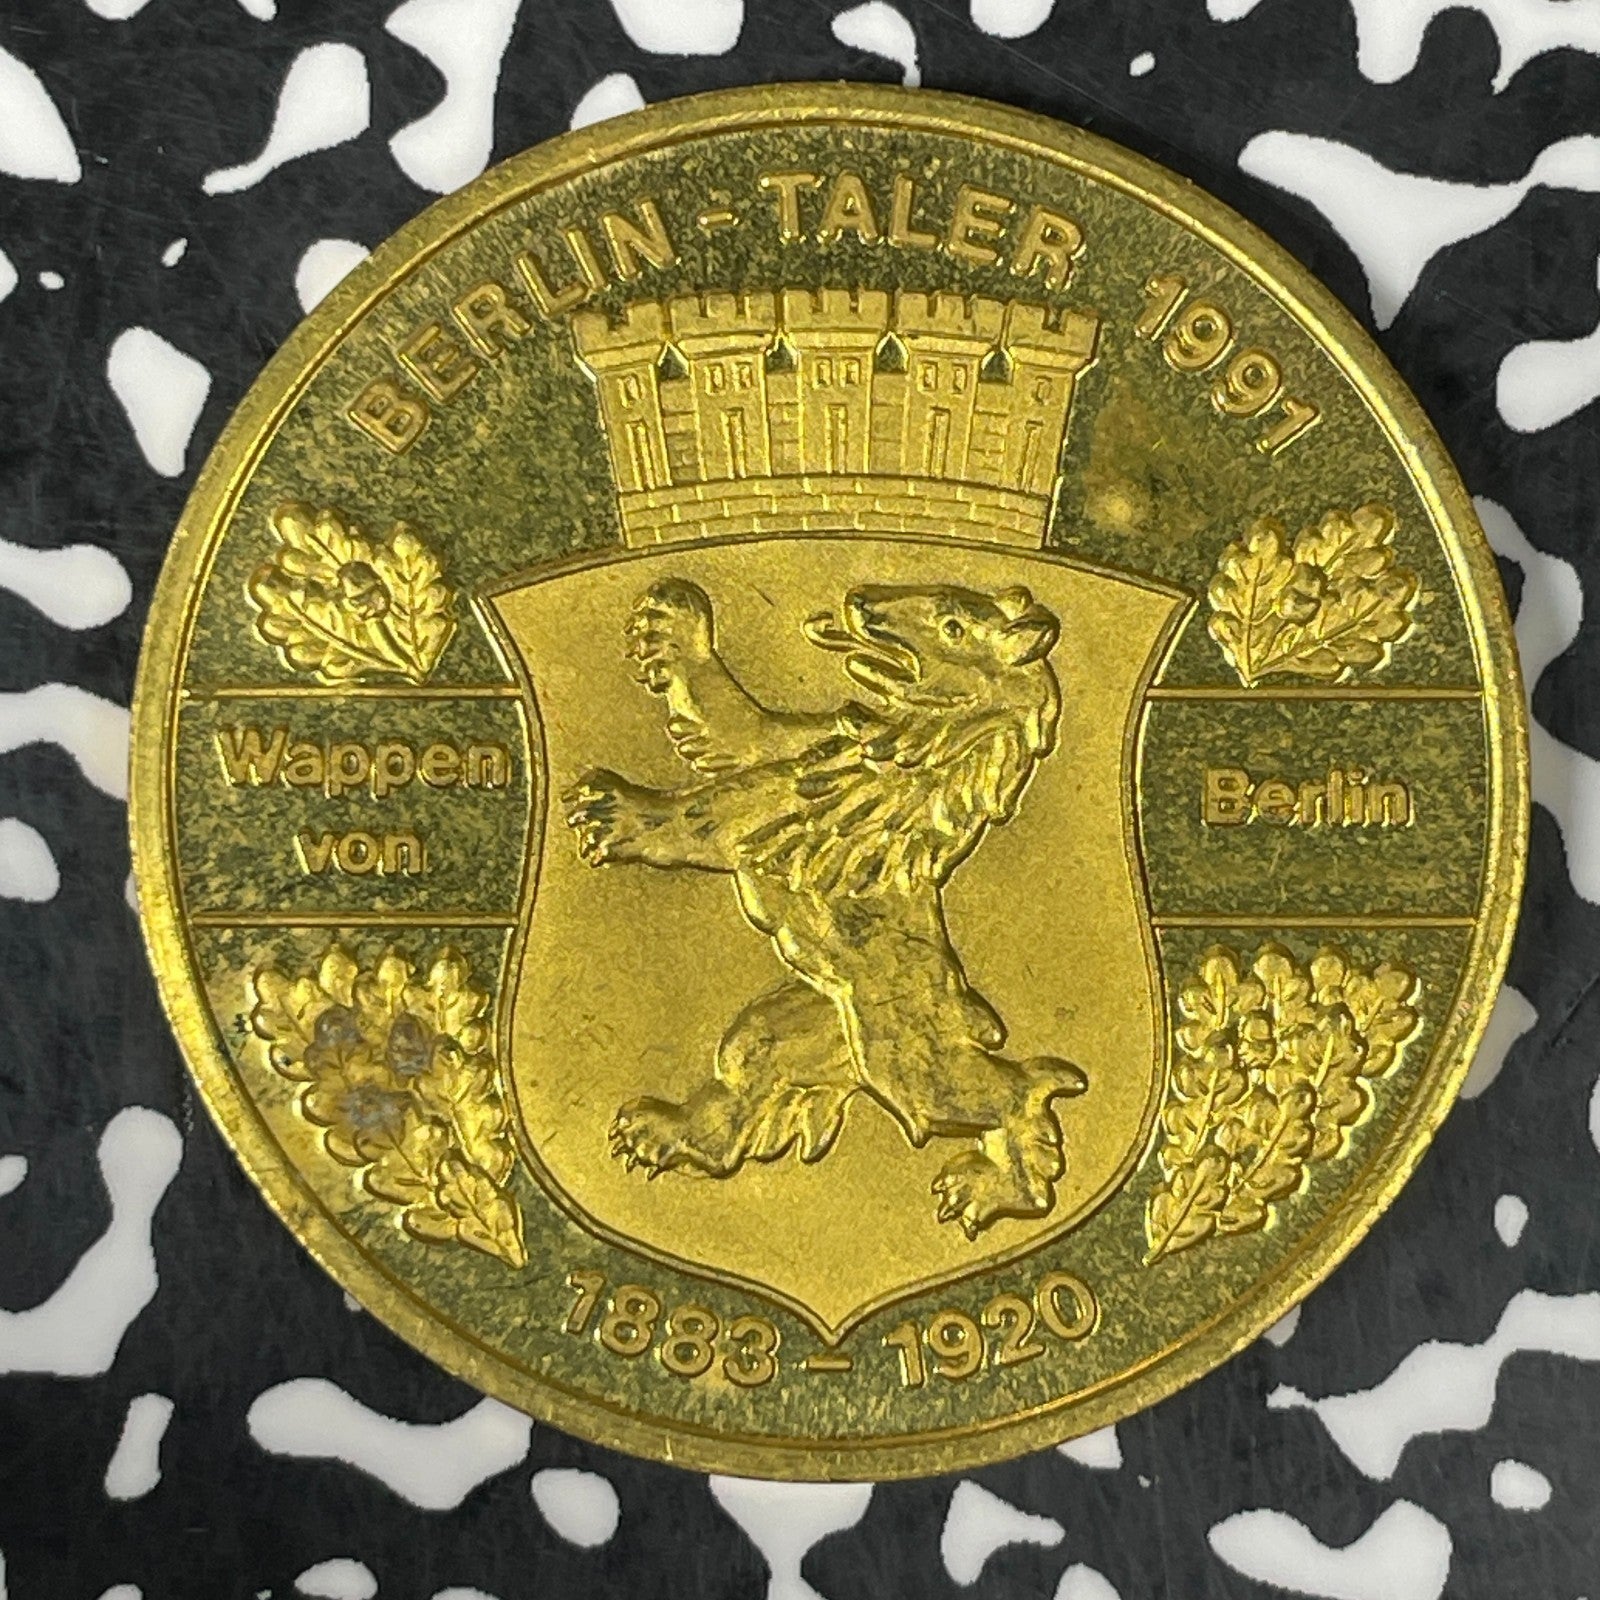 BERLIN - TALER 1991
Wappen
von
Berlin
1883 - 1920